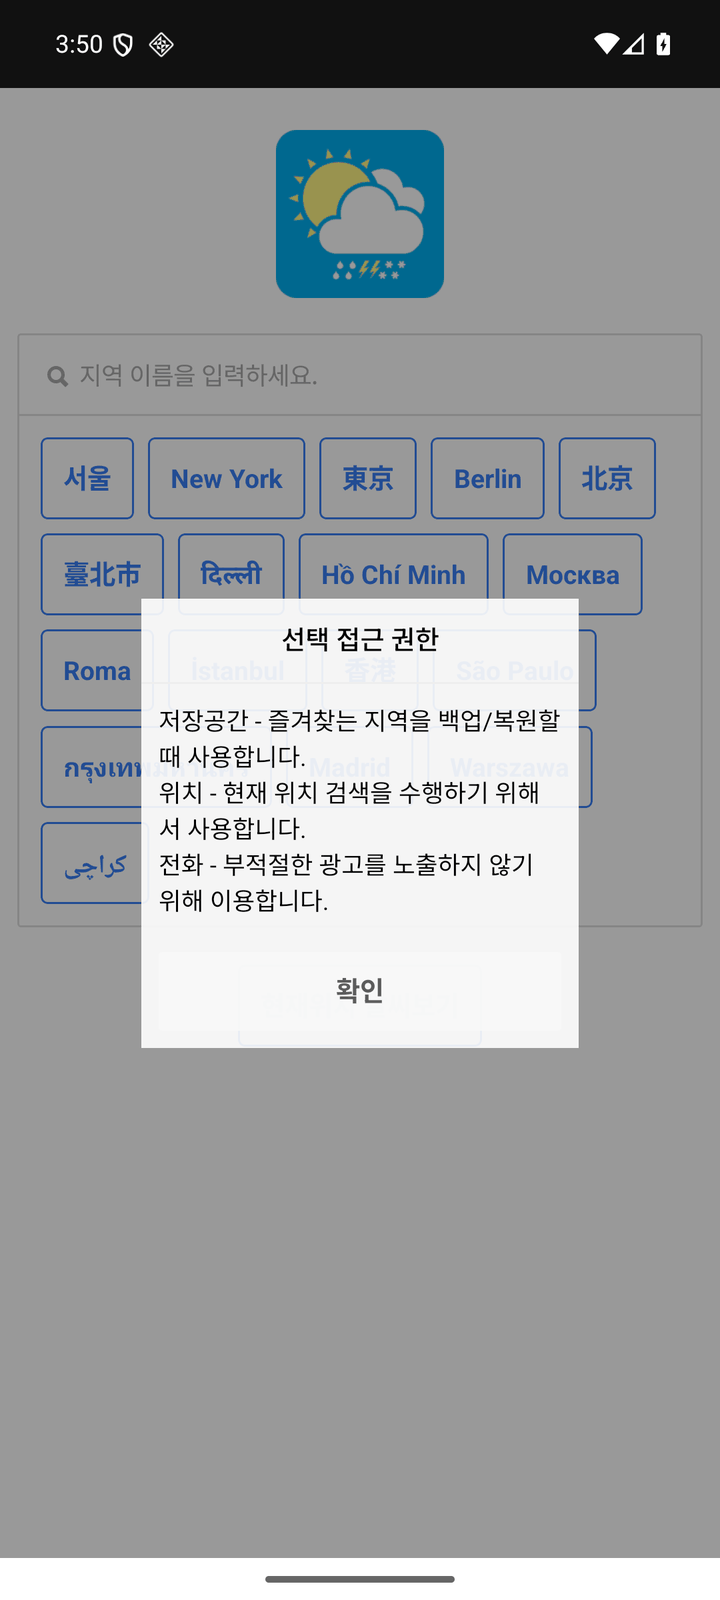 3:50
지역 이름을 입력하세요.
서울 New York 東京 Berlin 北京
臺北市 दिल्ली Hồ Chí Minh Москва
Roma İstanbul 香港 São Paulo
Madrid Warszawa
کراچی
선택 접근 권한
저장공간 - 즐겨찾는 지역을 백업/복원할
때 사용합니다.
위치 - 현재 위치 검색을 수행하기 위해
서 사용합니다.
전화 - 부적절한 광고를 노출하지 않기
위해 이용합니다.
확인